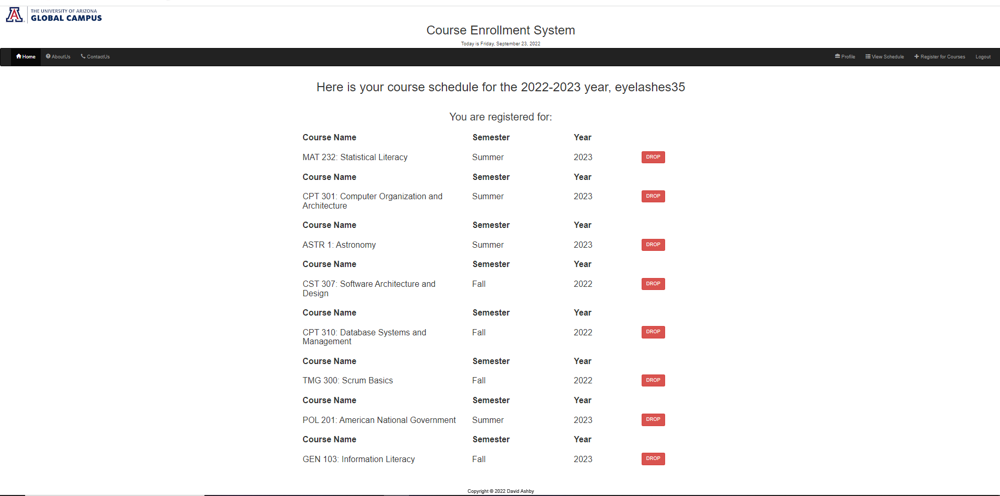 THE UNIVERSITY OF ARIZONA
GLOBAL CAMPUS
Course Enrollment System
Today is Friday, September 23, 2022
Home AboutUs ContactUs Profile View Schedule Register for Courses Logout
Here is your course schedule for the 2022-2023 year, eyelashes35
You are registered for:
Course Name Semester Year
MAT 232: Statistical Literacy Summer 2023 DROP
Course Name Semester Year
CPT 301: Computer Organization and Summer 2023 DROP
Architecture
Course Name Semester Year
ASTR 1: Astronomy Summer 2023 DROP
Course Name Semester Year
CST 307: Software Architecture and Fall 2022 DROP
Design
Course Name Semester Year
CPT 310: Database Systems and Fall 2022 DROP
Management
Course Name Semester Year
TMG 300: Scrum Basics Fall 2022 DROP
Course Name Semester Year
POL 201: American National Government Summer 2023 DROP
Course Name Semester Year
GEN 103: Information Literacy Fall 2023 DROP
Copyright © 2022 David Ashby